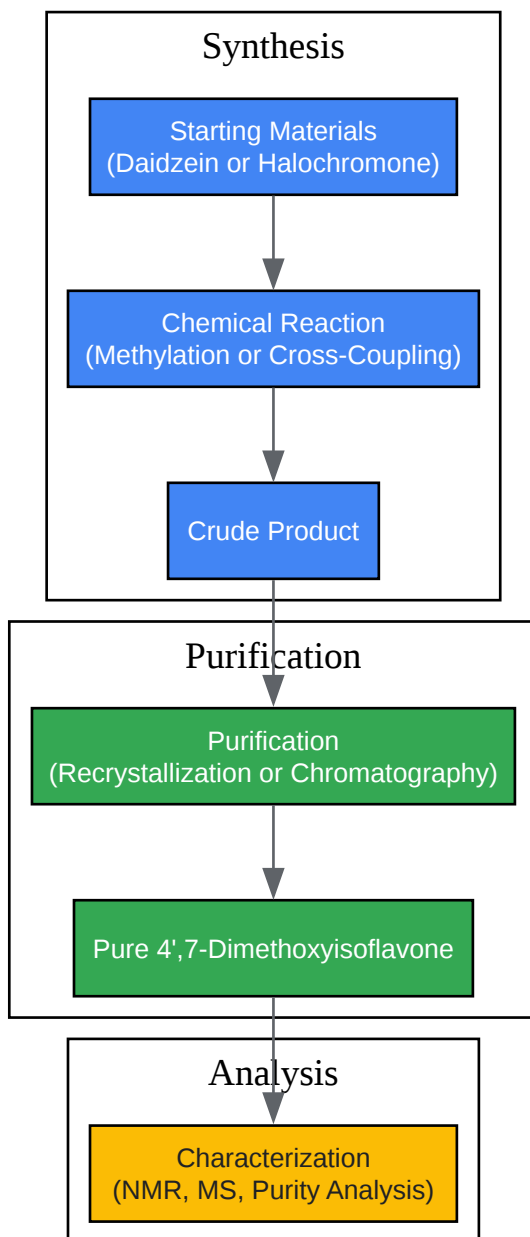 Synthesis
Starting Materials
(Daidzein or Halochromone)
Chemical Reaction
(Methylation or Cross-Coupling)
Crude Product
Purification
Purification
(Recrystallization or Chromatography)
Pure 4',7-Dimethoxyisoflavone
Analysis
Characterization
(NMR, MS, Purity Analysis)